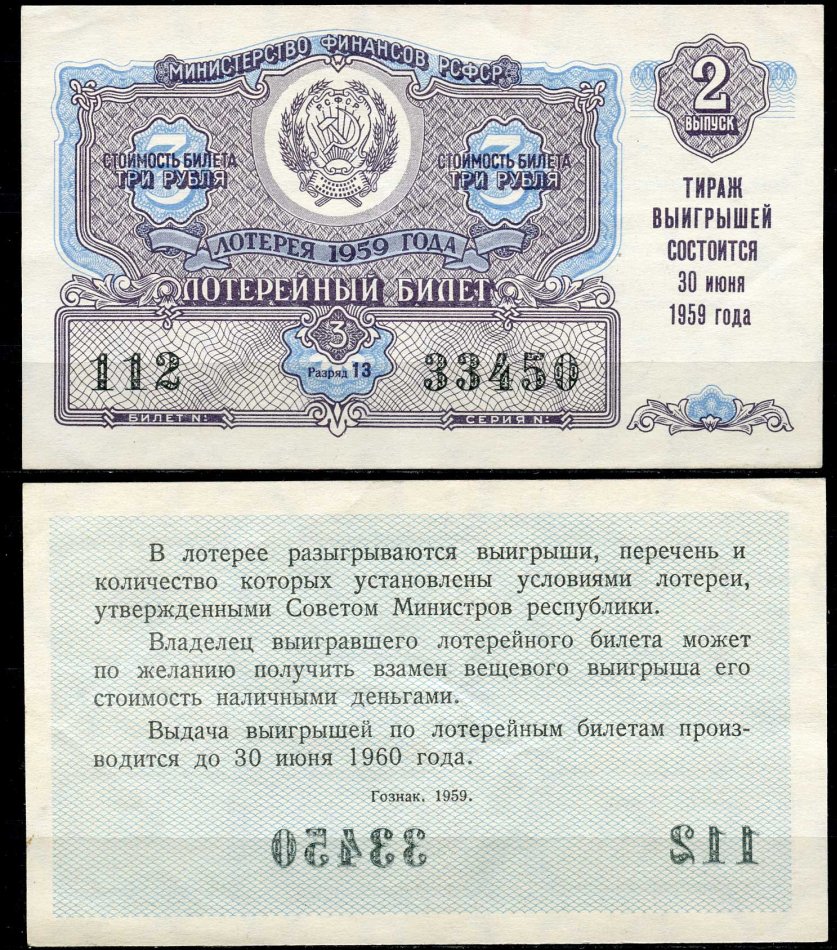 МИНИСТЕРСТВО ФИНАНСОВ РСФСР
РСФСР
3
СТОИМОСТЬ БИЛЕТА
ТРИ РУБЛЯ
3
СТОИМОСТЬ БИЛЕТА
ТРИ РУБЛЯ
ЛОТЕРЕЯ 1959 ГОДА
ЛОТЕРЕЙНЫЙ БИЛЕТ
3
Разряд 13
112
33450
БИЛЕТ №:
СЕРИЯ №:
2
ВЫПУСК
ТИРАЖ
ВЫИГРЫШЕЙ
СОСТОИТСЯ
30 июня
1959 года
В лотерее разыгрываются выигрыши, перечень и
количество которых установлены условиями лотереи,
утвержденными Советом Министров республики.
Владелец выигравшего лотерейного билета может
по желанию получить взамен вещевого выигрыша его
стоимость наличными деньгами.
Выдача выигрышей по лотерейным билетам произ-
водится до 30 июня 1960 года.
Гознак. 1959.
33450
112